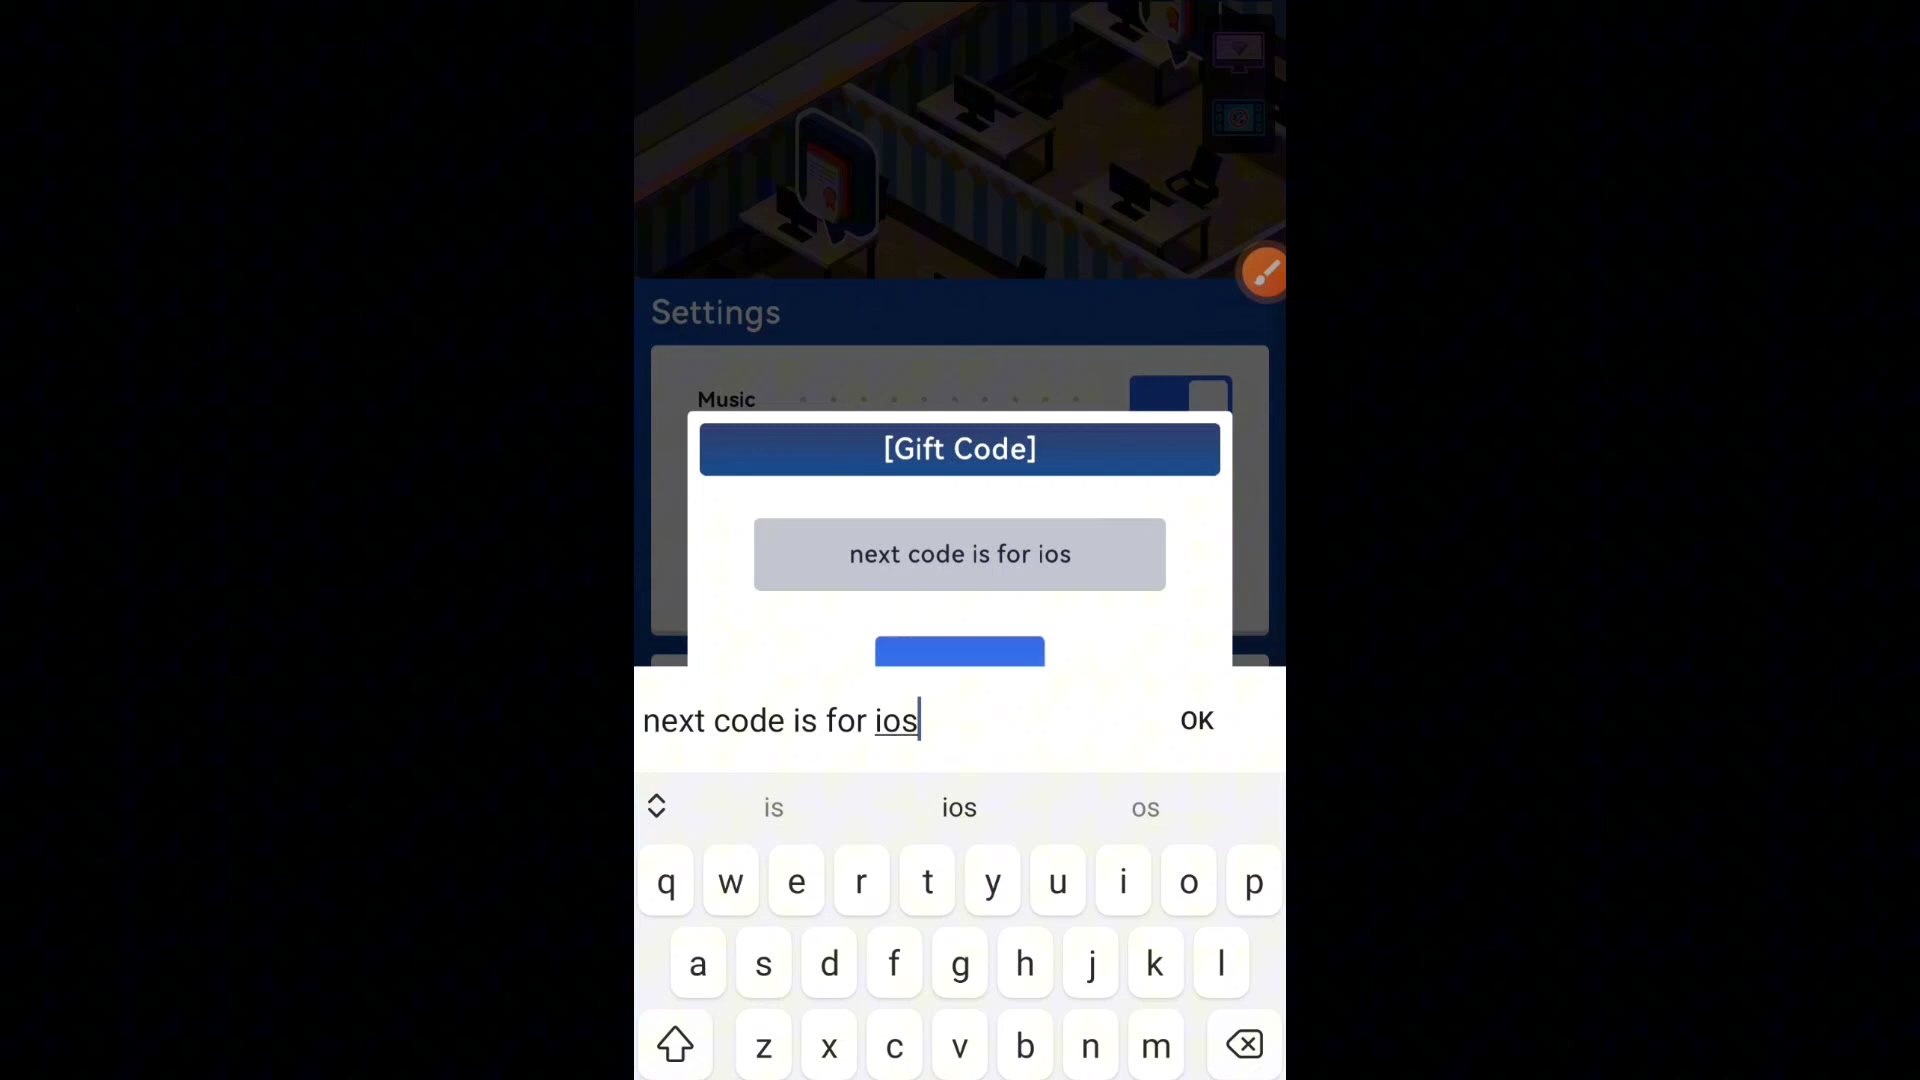 Settings
Music
[Gift Code]
next code is for ios
next code is for ios OK
is ios os
q w e r t y u i o p
a s d f g h j k l
z x c v b n m